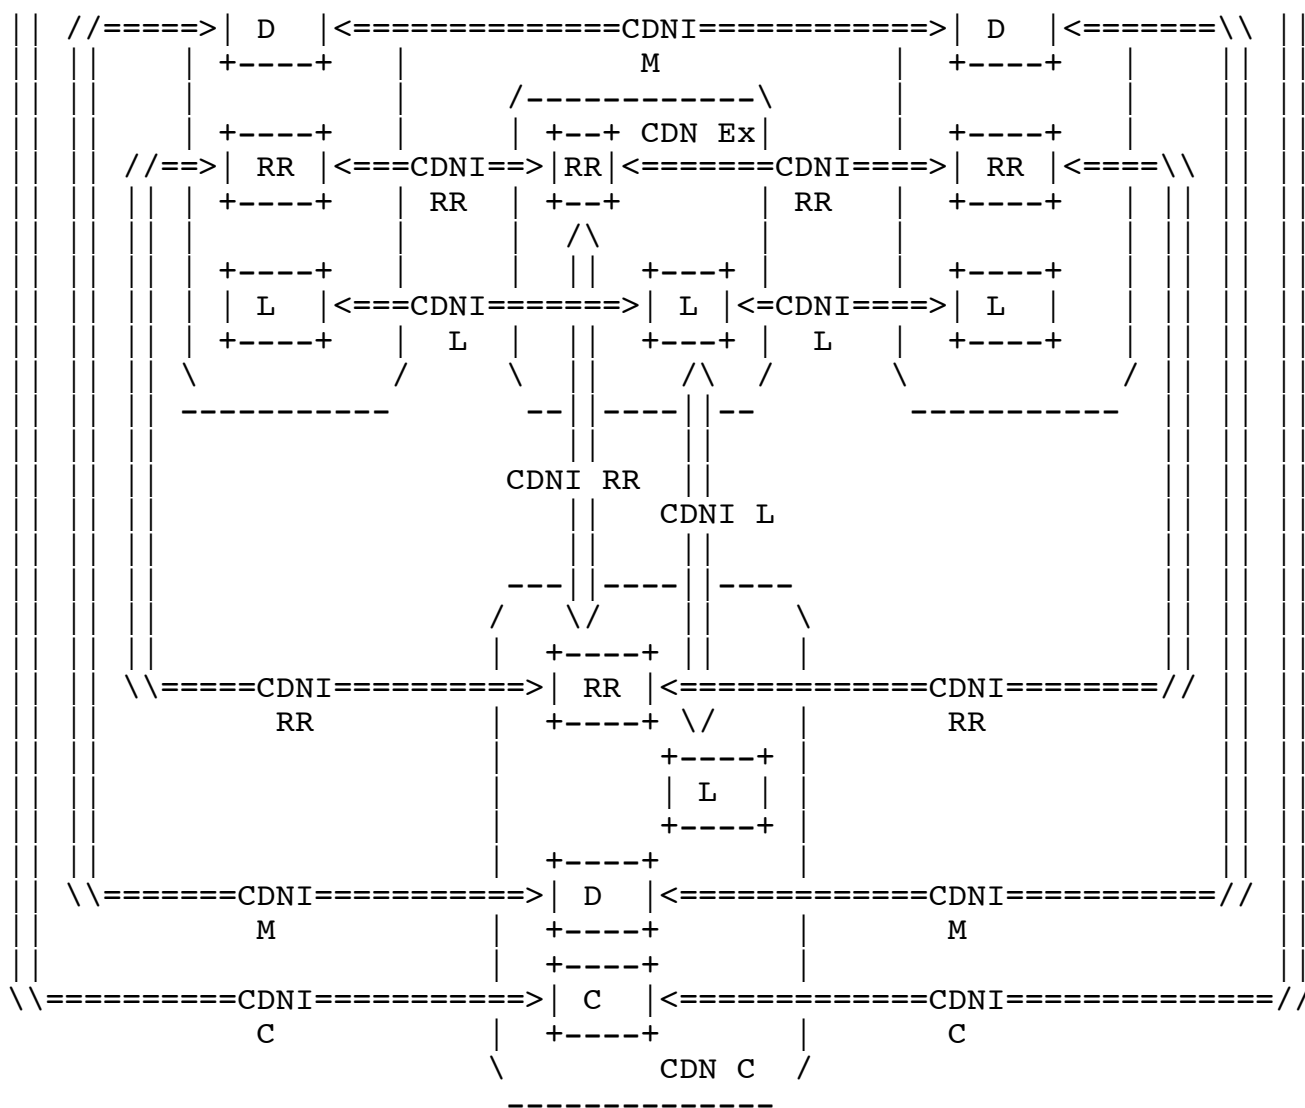 || //=====>| D  |<==============CDNI============>| D  |<=======\\ ||
|| ||    | +----+   |            M            |  +----+   |    || ||
|| ||    |          |     /------------\      |           |    || ||
|| ||    | +----+   |     | +--+ CDN Ex|      |  +----+   |    || ||
|| || //==>| RR |<===CDNI==>|RR|<=======CDNI====>| RR |<====\\ || ||
|| || || | +----+   | RR  | +--+       | RR   |  +----+   | || || ||
|| || || |          |     |  /\        |      |           | || || ||
|| || || | +----+   |     |  ||  +---+ |      |  +----+   | || || ||
|| || || | | L  |<===CDNI=======>| L |<=CDNI====>| L  |   | || || ||
|| || || | +----+   |  L  |  ||  +---+ |  L   |  +----+   | || || ||
|| || || \          /     \  ||    /\  /      \           / || || ||
|| || ||  -----------      --||----||--        -----------  || || ||
|| || ||                     ||    ||                       || || ||
|| || ||                  CDNI RR  ||                       || || ||
|| || ||                     ||  CDNI L                     || || ||
|| || ||                     ||    ||                       || || ||
|| || ||                  ---||----||----                   || || ||
|| || ||                 /   \/    ||    \                  || || ||
|| || ||                 |  +----+ ||    |                  || || ||
|| || \\=====CDNI==========>| RR |<=============CDNI========// || ||
|| ||         RR         |  +----+ \/    |       RR            || ||
|| ||                    |        +----+ |                     || ||
|| ||                    |        | L  | |                     || ||
|| ||                    |        +----+ |                     || ||
|| ||                    |  +----+       |                     || ||
|| \\=======CDNI===========>| D  |<=============CDNI===========// ||
||           M           |  +----+       |       M                ||
||                       |  +----+       |                        ||
\\==========CDNI===========>| C  |<=============CDNI==============//
             C           |  +----+       |       C
                         \        CDN C  /
                          --------------